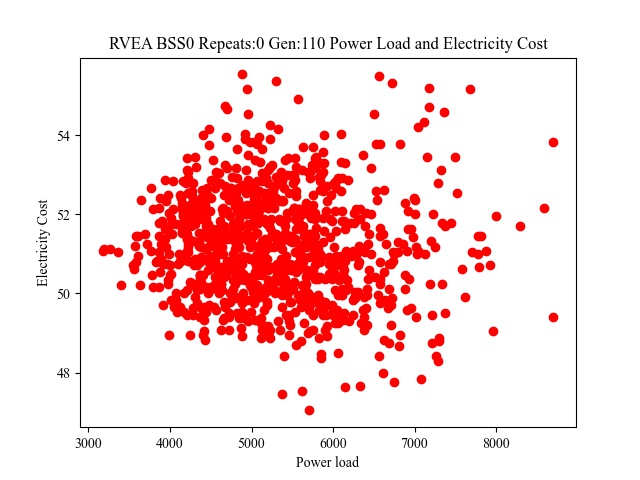 RVEA BSS0 Repeats:0 Gen:110 Power Load and Electricity Cost
54
52
50
48
Electricity Cost
3000 4000 5000 6000 7000 8000
Power load